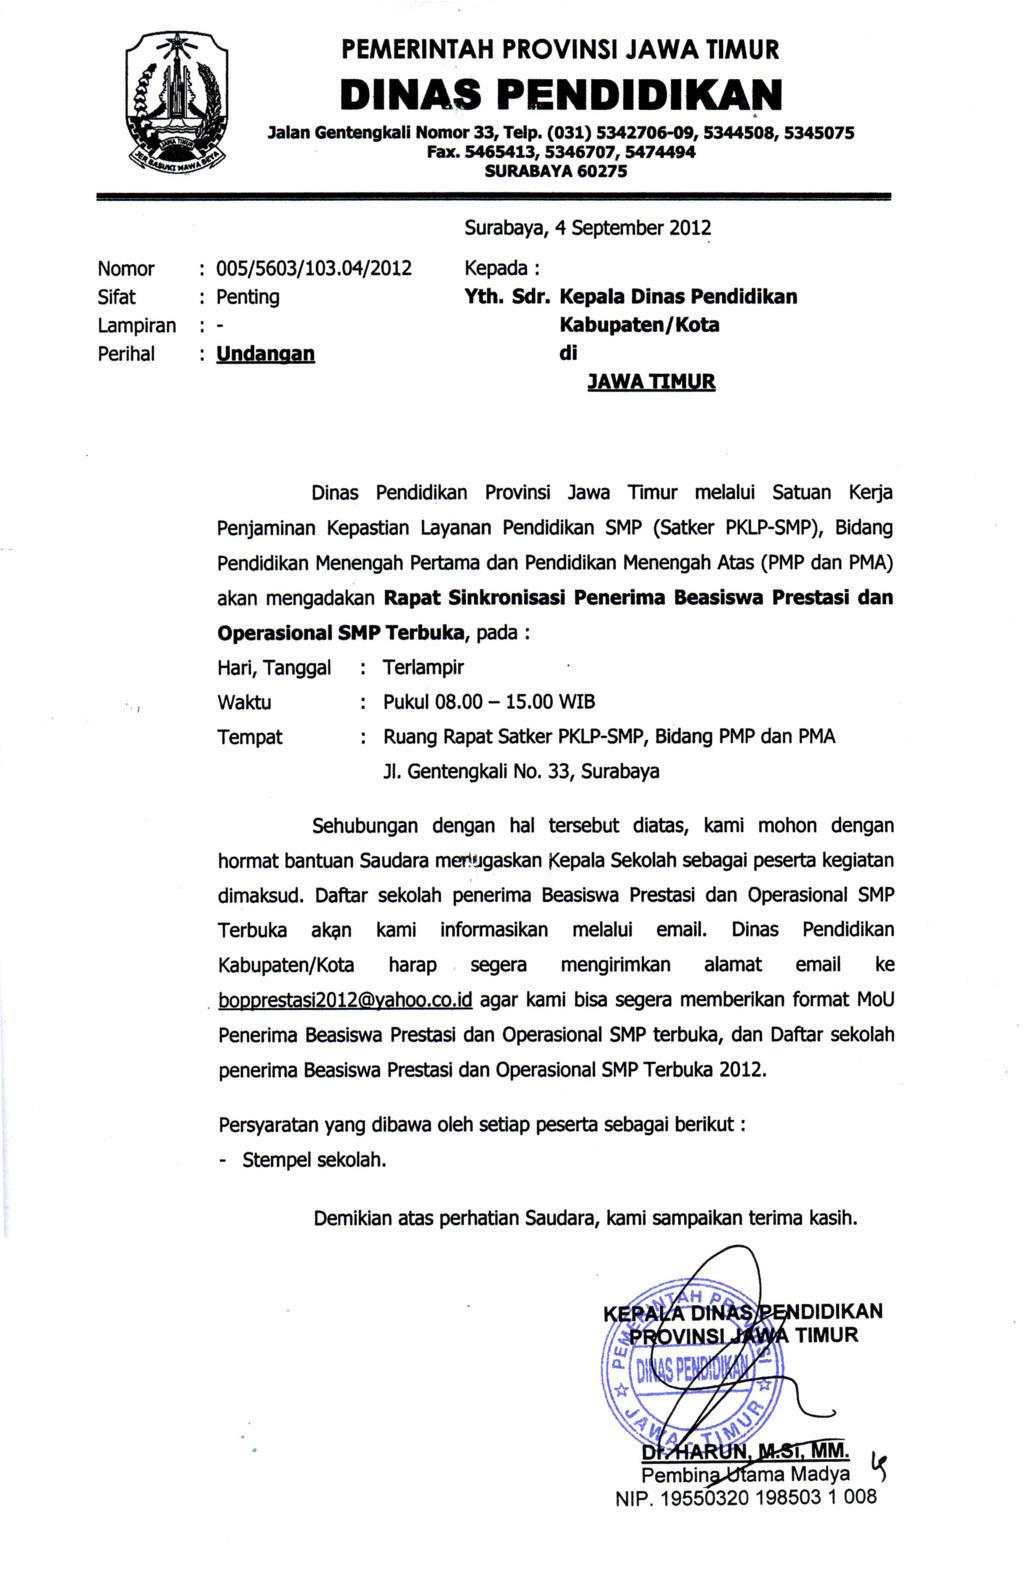 PEMERINTAH PROVINSI JAWA TIMUR
DINAS PENDIDIKAN
Jalan Gentengkali Nomor 33, Telp. (031) 5342706-09, 5344508, 5345075
Fax. 5465413, 5346707, 5474494
SURABAYA 60275
JAWA TIMUR
JER BASUKI MAWA BEYA
Surabaya, 4 September 2012
Nomor : 005/5603/103.04/2012
Sifat : Penting
Lampiran : -
Perihal : Undangan
Kepada :
Yth. Sdr. Kepala Dinas Pendidikan
Kabupaten/Kota
di
JAWA TIMUR
Dinas Pendidikan Provinsi Jawa Timur melalui Satuan Kerja
Penjaminan Kepastian Layanan Pendidikan SMP (Satker PKLP-SMP), Bidang
Pendidikan Menengah Pertama dan Pendidikan Menengah Atas (PMP dan PMA)
akan mengadakan Rapat Sinkronisasi Penerima Beasiswa Prestasi dan
Operasional SMP Terbuka, pada :
Hari, Tanggal : Terlampir
Waktu : Pukul 08.00 – 15.00 WIB
Tempat : Ruang Rapat Satker PKLP-SMP, Bidang PMP dan PMA
Jl. Gentengkali No. 33, Surabaya
Sehubungan dengan hal tersebut diatas, kami mohon dengan
hormat bantuan Saudara menugaskan Kepala Sekolah sebagai peserta kegiatan
dimaksud. Daftar sekolah penerima Beasiswa Prestasi dan Operasional SMP
Terbuka akan kami informasikan melalui email. Dinas Pendidikan
Kabupaten/Kota harap segera mengirimkan alamat email ke
bopprestasi2012@yahoo.co.id agar kami bisa segera memberikan format MoU
Penerima Beasiswa Prestasi dan Operasional SMP terbuka, dan Daftar sekolah
penerima Beasiswa Prestasi dan Operasional SMP Terbuka 2012.
Persyaratan yang dibawa oleh setiap peserta sebagai berikut :
- Stempel sekolah.
Demikian atas perhatian Saudara, kami sampaikan terima kasih.
KEPALA DINAS PENDIDIKAN
PROVINSI JAWA TIMUR
PEMERINTAH PROVINSI
DINAS PENDIDIKAN
JAWA TIMUR
Dr. HARUN, M.Si, MM.
Pembina Utama Madya
NIP. 19550320 198503 1 008